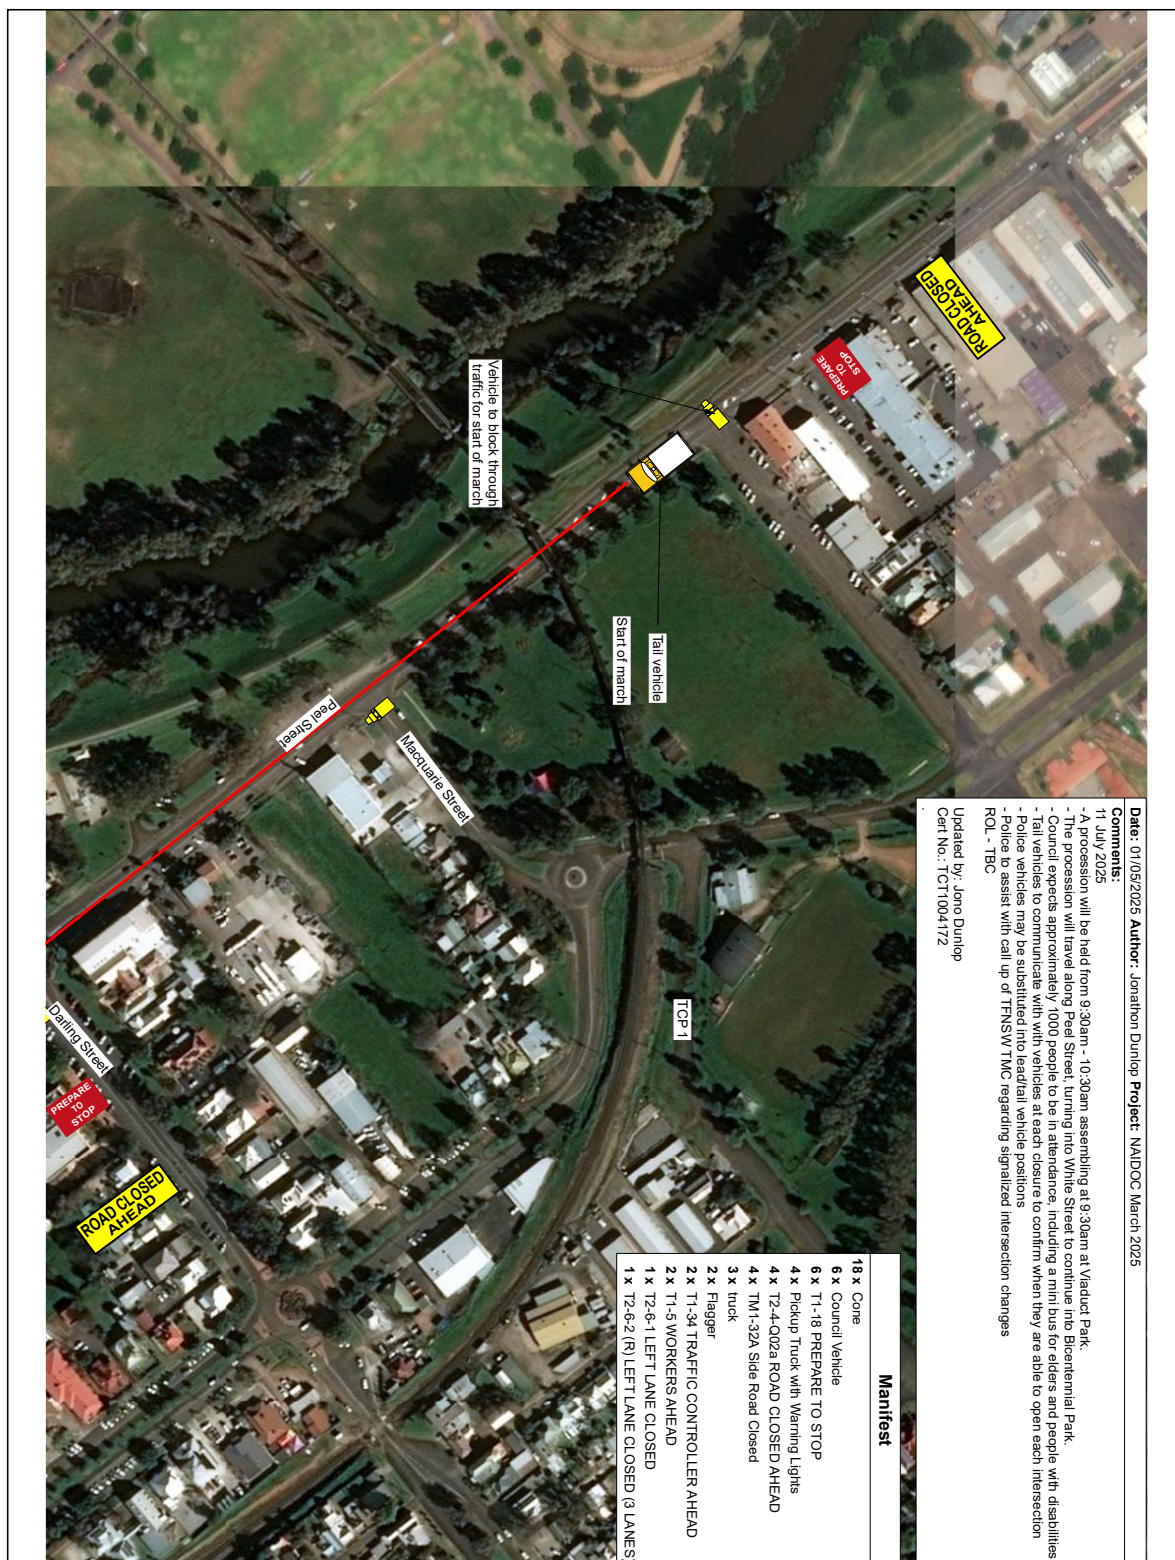 Date: 01/05/2025 Author: Jonathon Dunlop Project: NAIDOC March 2025
Comments:
11 July 2025
- A procession will be held from 9:30am - 10:30am assembling at 9:30am at Viaduct Park.
- The procession will travel along Peel Street, turning into White Street to continue into Bicentennial Park.
- Council expects approximately 1000 people to be in attendance, including a mini bus for elders and people with disabilities
- Tail vehicles to communicate with with vehicles at each closure to confirm when they are able to open each intersection
- Police vehicles may be substituted into lead/tail vehicle positions
- Police to assist with call up of TFNSW TMC regarding signalized intersection changes
ROL - TBC
Updated by: Jono Dunlop
Cert No.: TCT1004172
.
ROAD CLOSED
AHEAD
PREPARE
TO
STOP
Vehicle to block through
traffic for start of march
Tail vehicle
Start of march
Peel Street
Macquarie Street
TCP 1
Darling Street
PREPARE
TO
STOP
ROAD CLOSED
AHEAD
Manifest
18 x Cone
6 x Council Vehicle
6 x T1-18 PREPARE TO STOP
4 x Pickup Truck with Warning Lights
4 x T2-4-Q02a ROAD CLOSED AHEAD
4 x TM1-32A Side Road Closed
3 x truck
2 x Flagger
2 x T1-34 TRAFFIC CONTROLLER AHEAD
2 x T1-5 WORKERS AHEAD
1 x T2-6-1 LEFT LANE CLOSED
1 x T2-6-2 (R) LEFT LANE CLOSED (3 LANES)